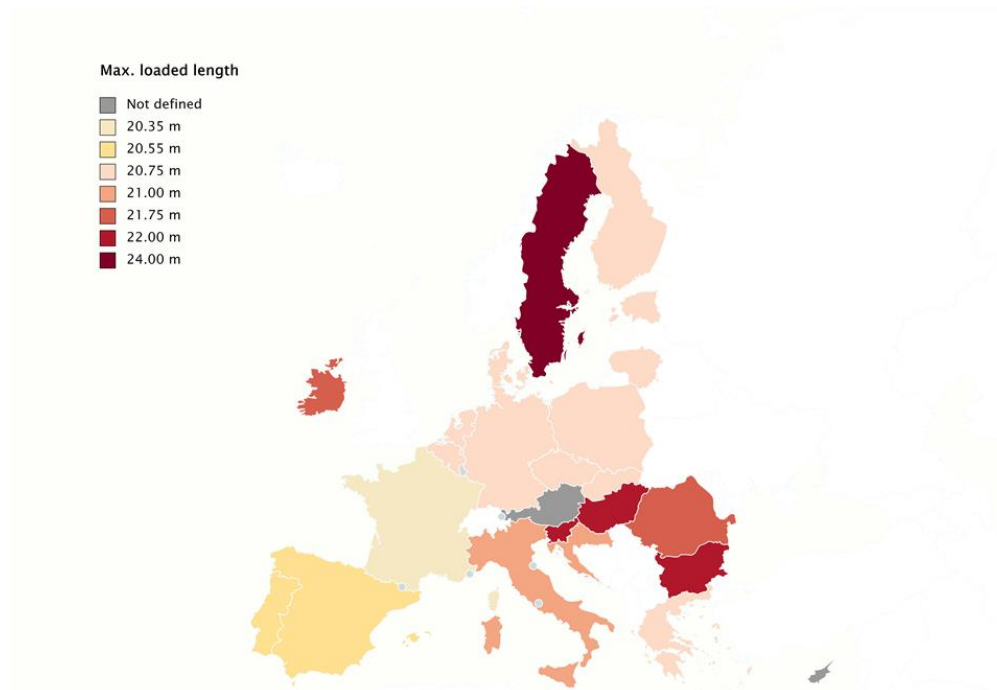 Max. loaded length
Not defined
20.35 m
20.55 m
20.75 m
21.00 m
21.75 m
22.00 m
24.00 m